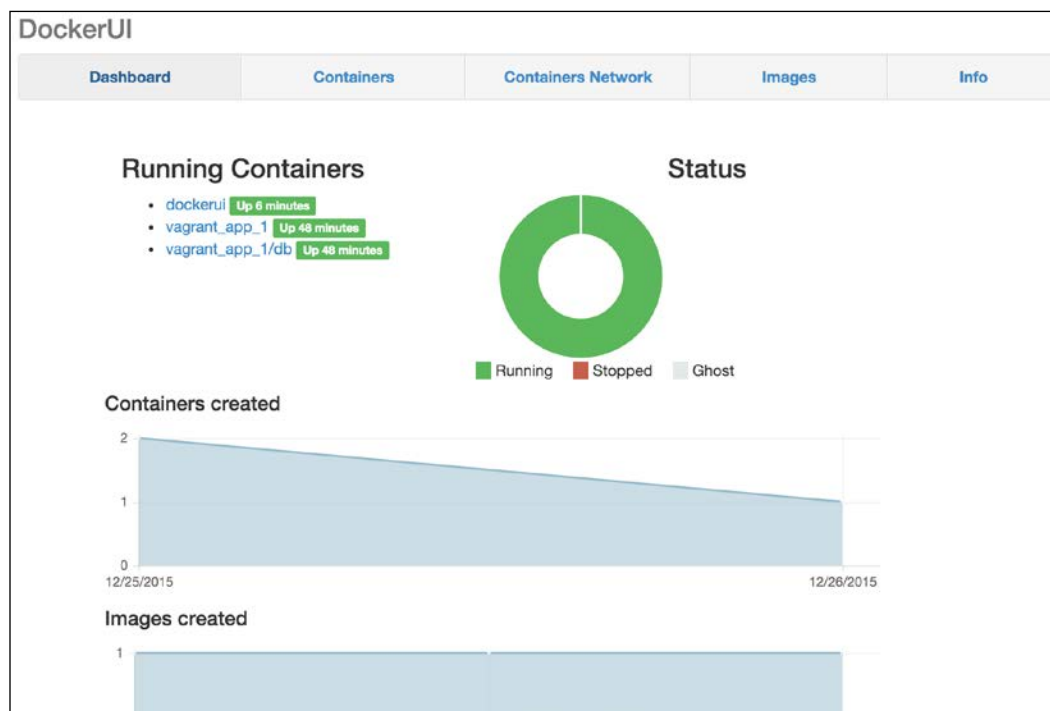 DockerUI
Dashboard Containers Containers Network Images Info
Running Containers
dockerui Up 6 minutes
vagrant_app_1 Up 48 minutes
vagrant_app_1/db Up 48 minutes
Status
Running Stopped Ghost
Containers created
2
1
0
12/25/2015 12/26/2015
Images created
1